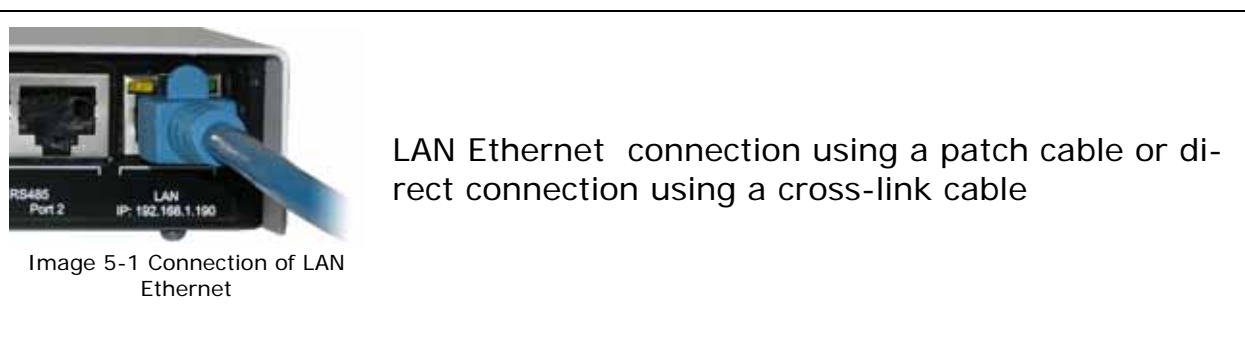 RS485
Port 2
LAN
IP: 192.168.1.190
LAN Ethernet  connection using a patch cable or di-
rect connection using a cross-link cable
Image 5-1 Connection of LAN
Ethernet